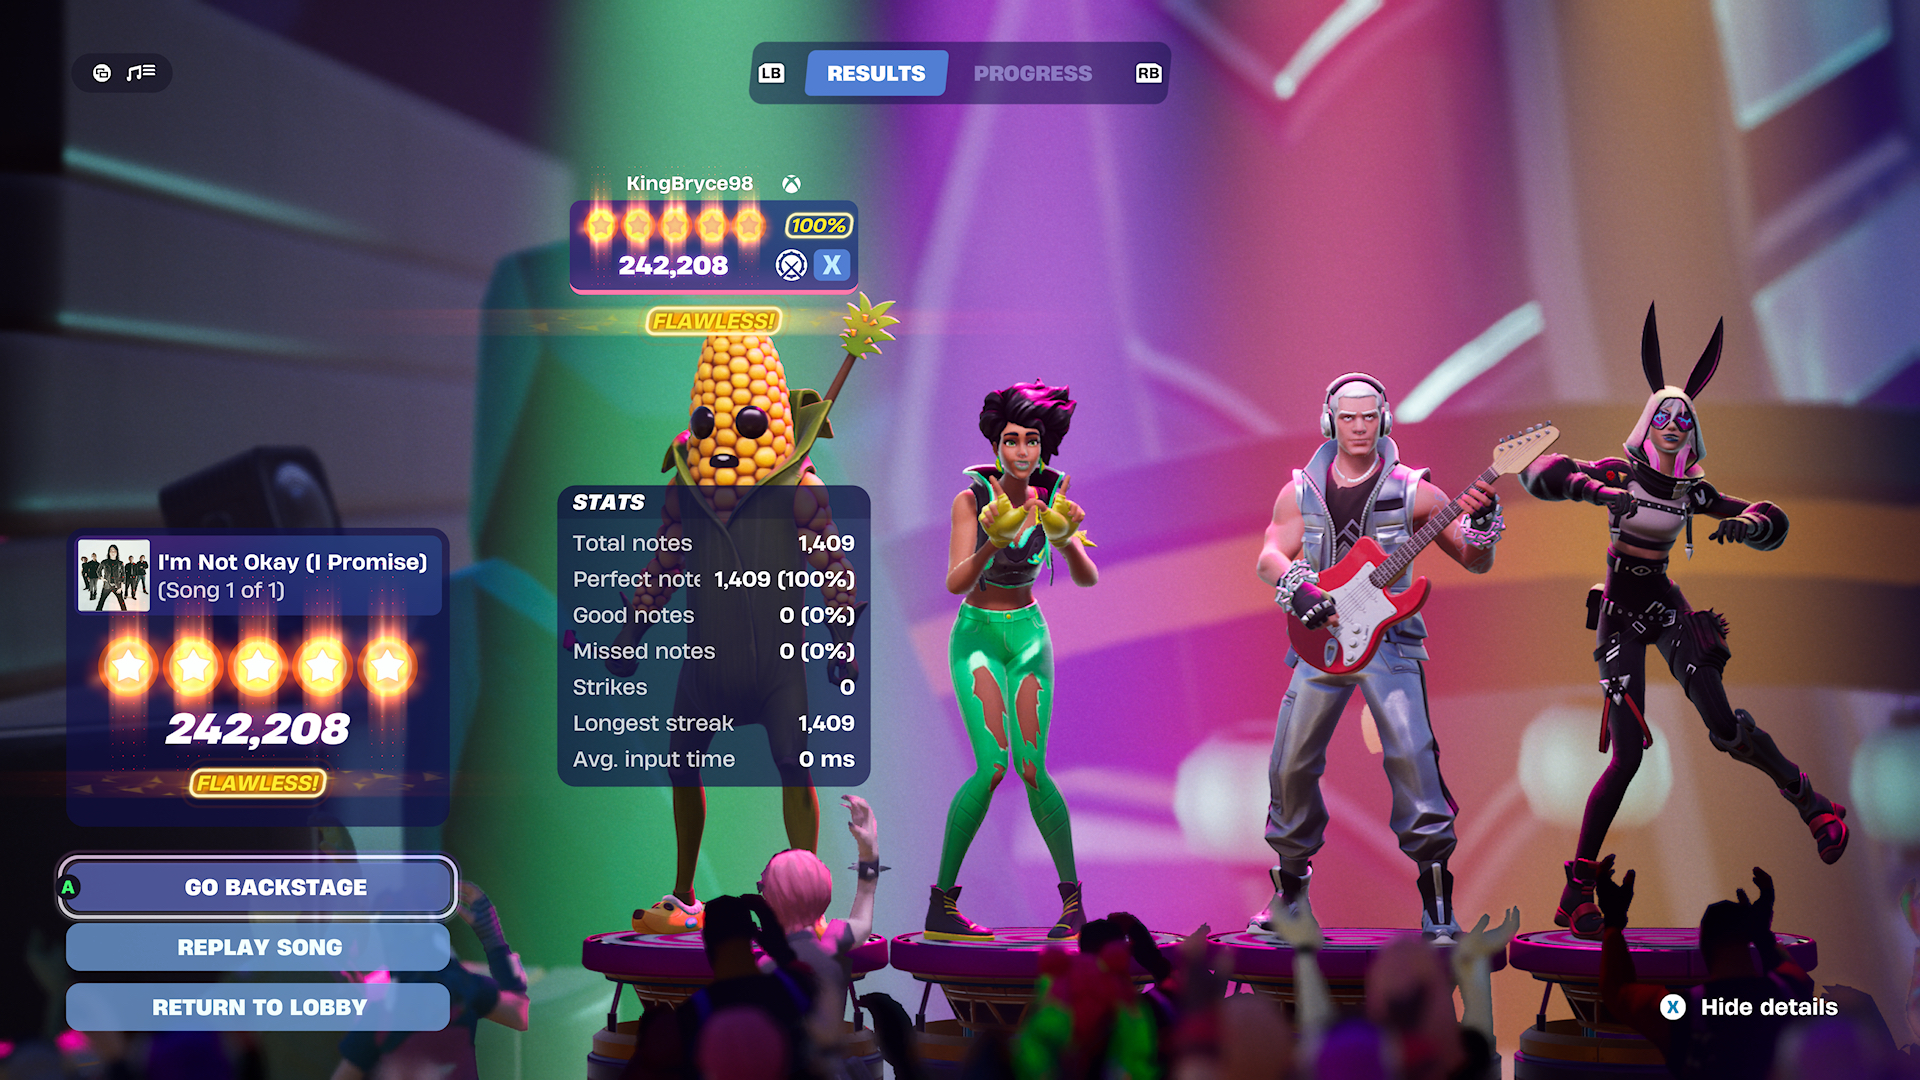 LB RESULTS PROGRESS RB
KingBryce98
100%
242,208 X
FLAWLESS!
STATS
Total notes 1,409
Perfect note 1,409 (100%)
Good notes 0 (0%)
Missed notes 0 (0%)
Strikes 0
Longest streak 1,409
Avg. input time 0 ms
I'm Not Okay (I Promise)
(Song 1 of 1)
242,208
FLAWLESS!
A GO BACKSTAGE
REPLAY SONG
RETURN TO LOBBY
X Hide details